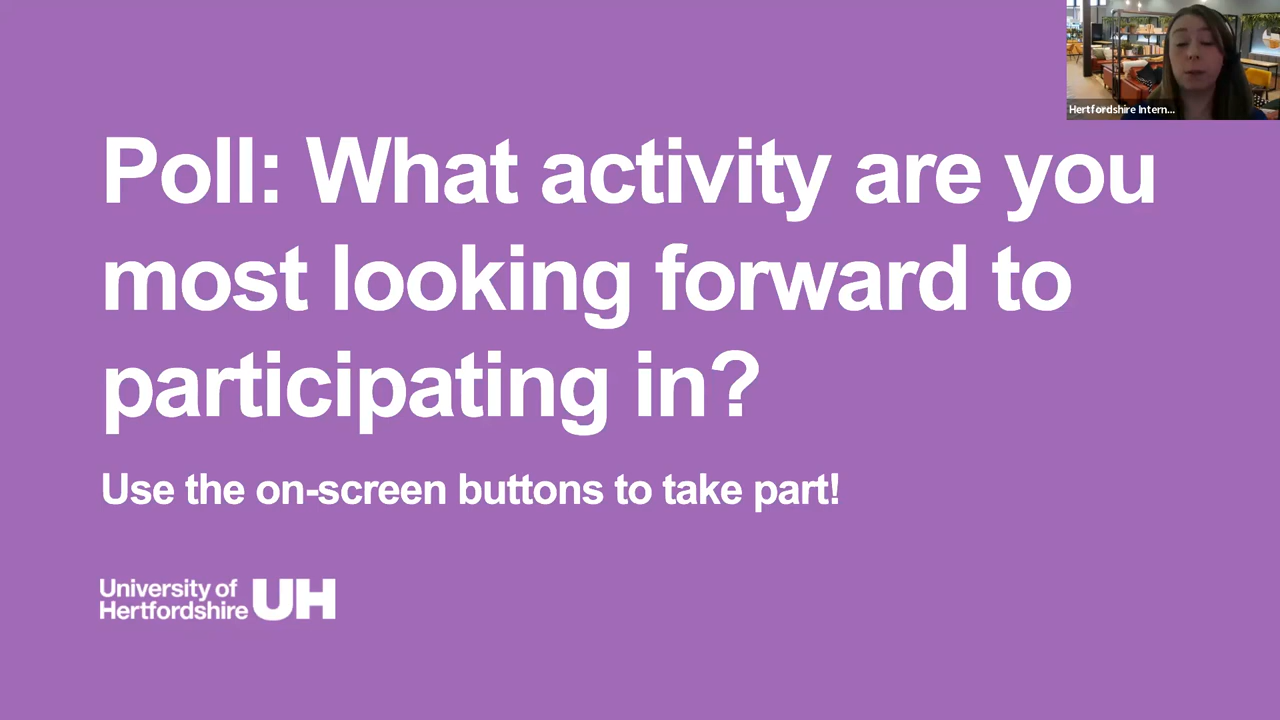 Hertfordshire Intern...
Poll: What activity are you
most looking forward to
participating in?
Use the on-screen buttons to take part!
University of
Hertfordshire UH